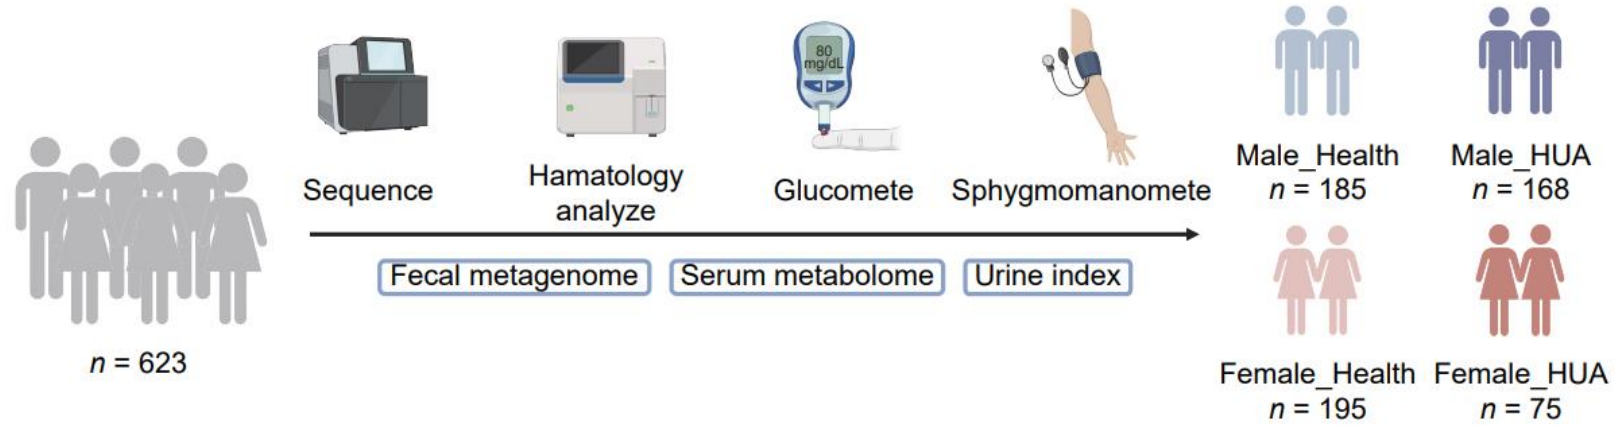 80
mg/dL
Sequence
Hamatology
analyze
Glucomete
Sphygmomanomete
Fecal metagenome
Serum metabolome
Urine index
n = 623
Male_Health
n = 185
Male_HUA
n = 168
Female_Health
n = 195
Female_HUA
n = 75